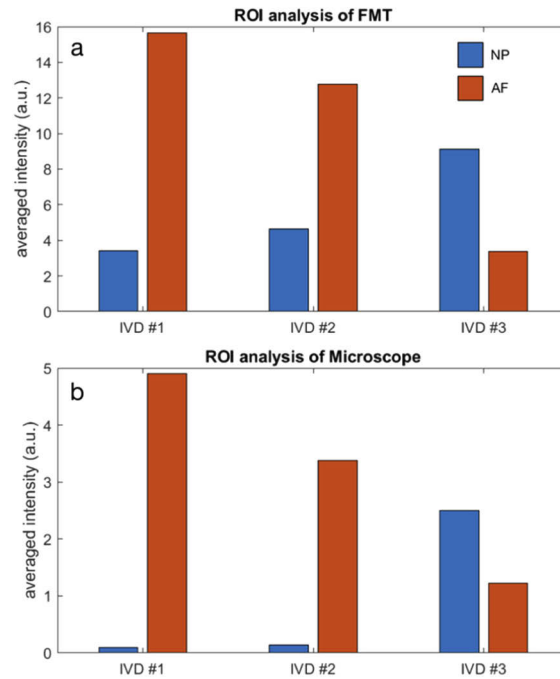 ROI analysis of FMT
a
NP
AF
averaged intensity (a.u.)
16
14
12
10
8
6
4
2
0
IVD #1 IVD #2 IVD #3
ROI analysis of Microscope
b
averaged intensity (a.u.)
5
4
3
2
1
0
IVD #1 IVD #2 IVD #3